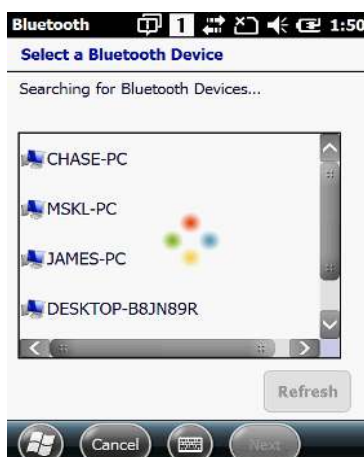 Bluetooth 1 1:50
Select a Bluetooth Device
Searching for Bluetooth Devices...
CHASE-PC
MSKL-PC
JAMES-PC
DESKTOP-B8JN89R
Refresh
Cancel Next